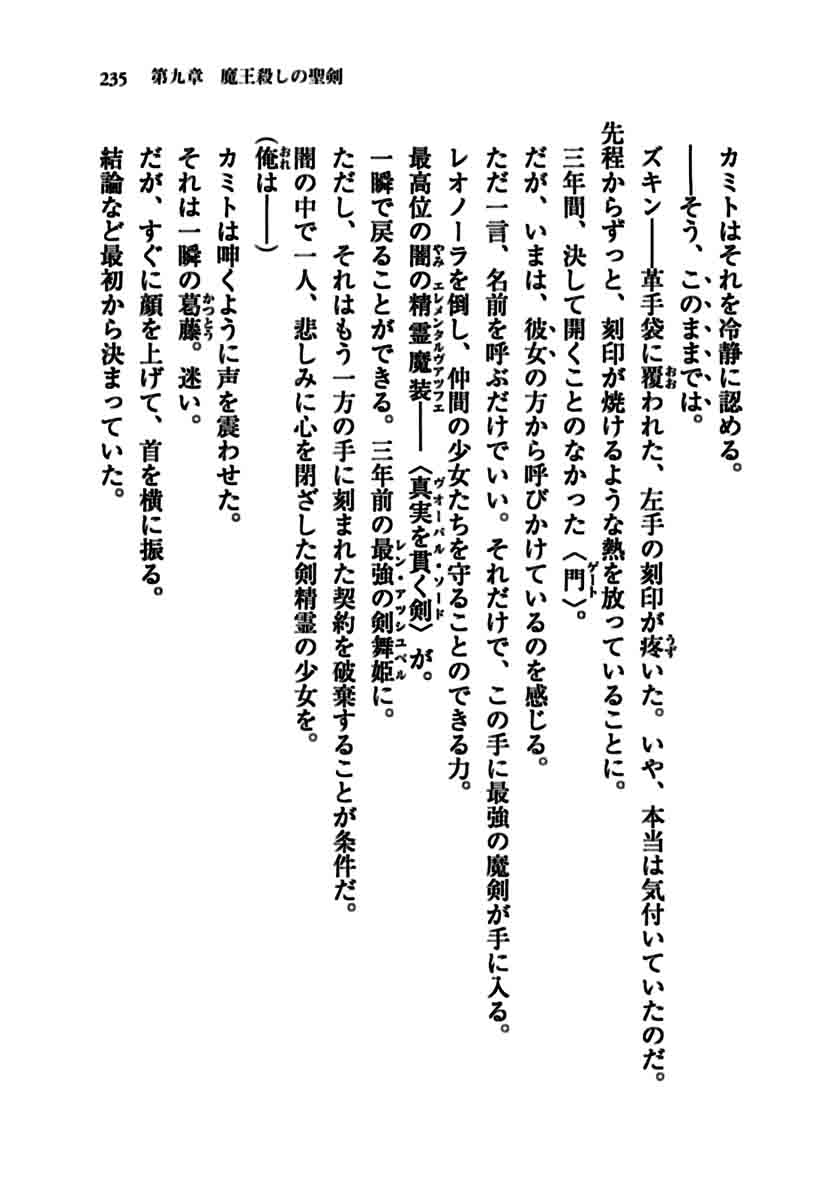 235　第九章　魔王殺しの聖剣
カミトはそれを冷静に認める。
――そう、このままでは。
ズキン――革手袋に覆われた、左手の刻印が疼いた。いや、本当は気付いていたのだ。
先程からずっと、刻印が焼けるような熱を放っていることに。
三年間、決して開くことのなかった〈門〉。
だが、いまは、彼女の方から呼びかけているのを感じる。
ただ一言、名前を呼ぶだけでいい。それだけで、この手に最強の魔剣が手に入る。
レオノーラを倒し、仲間の少女たちを守ることのできる力。
最高位の闇の精霊魔装――〈真実を貫く剣〉が。
一瞬で戻ることができる。三年前の最強の剣舞姫に。
ただし、それはもう一方の手に刻まれた契約を破棄することが条件だ。
闇の中で一人、悲しみに心を閉ざした剣精霊の少女を。
（俺は――）
カミトは呻くように声を震わせた。
それは一瞬の葛藤。迷い。
だが、すぐに顔を上げて、首を横に振る。
結論など最初から決まっていた。